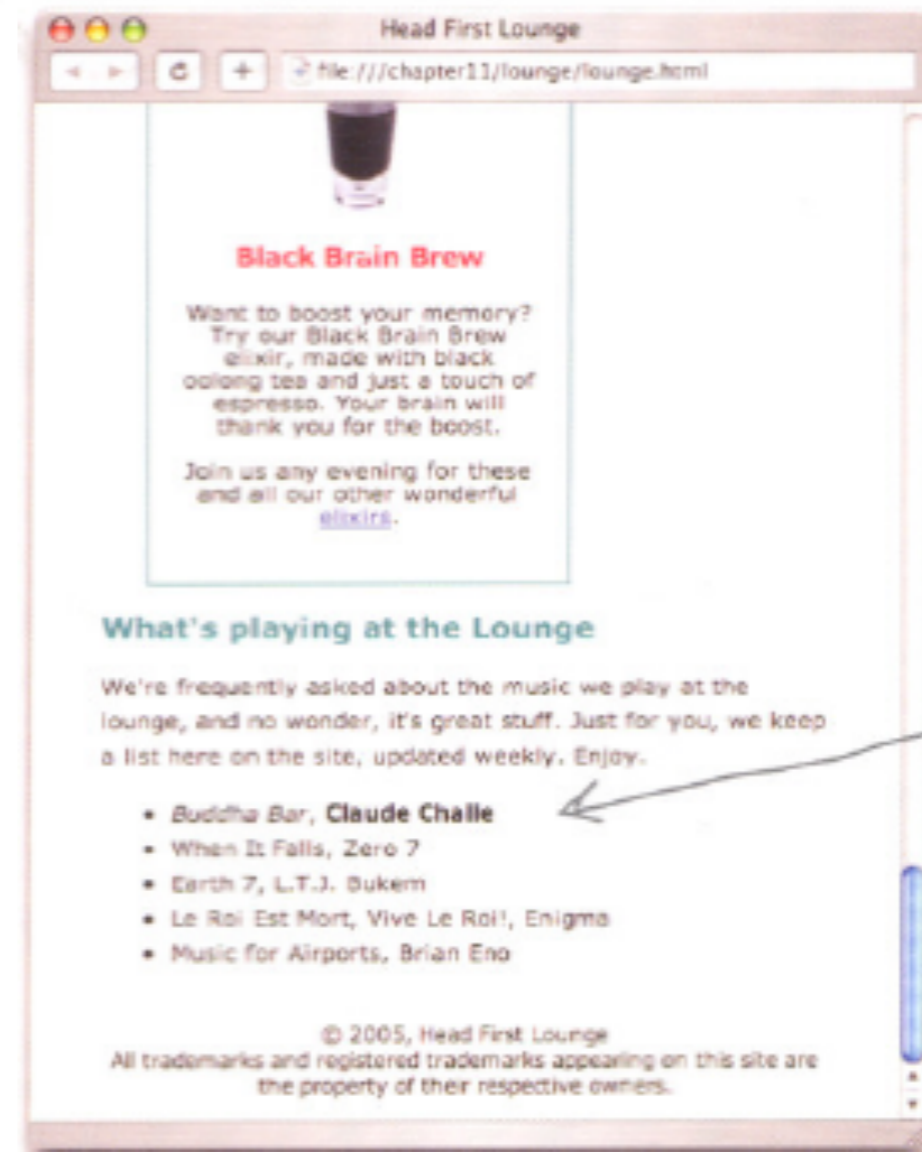 Head First Lounge
file:///chapter11/lounge/lounge.html
Black Brain Brew
Want to boost your memory?
Try our Black Brain Brew
elixir, made with black
oolong tea and just a touch of
espresso. Your brain will
thank you for the boost.
Join us any evening for these
and all our other wonderful
elixirs.
What's playing at the Lounge
We're frequently asked about the music we play at the
lounge, and no wonder, it's great stuff. Just for you, we keep
a list here on the site, updated weekly. Enjoy.
• Buddha Bar, Claude Challe
• When It Falls, Zero 7
• Earth 7, L.T.J. Bukem
• Le Roi Est Mort, Vive Le Roi!, Enigma
• Music for Airports, Brian Eno
© 2005, Head First Lounge
All trademarks and registered trademarks appearing on this site are
the property of their respective owners.